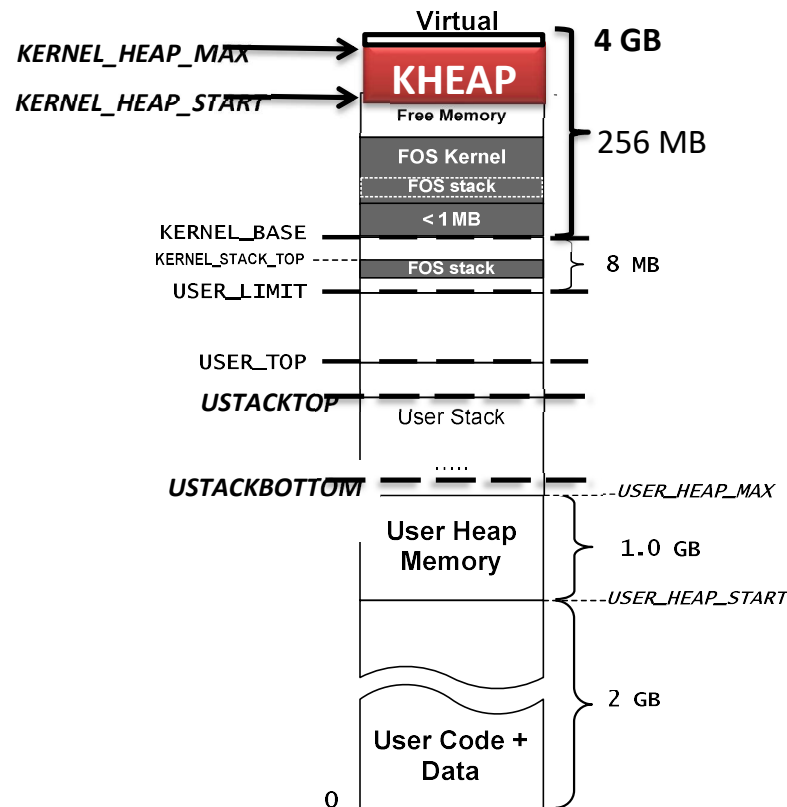 Virtual
KERNEL_HEAP_MAX
4 GB
KHEAP
KERNEL_HEAP_START
Free Memory
256 MB
FOS Kernel
FOS stack
< 1 MB
KERNEL_BASE
KERNEL_STACK_TOP
FOS stack
8 MB
USER_LIMIT
USER_TOP
USTACKTOP
User Stack
.....
USTACKBOTTOM
USER_HEAP_MAX
User Heap
Memory
1.0 GB
USER_HEAP_START
2 GB
User Code +
Data
0